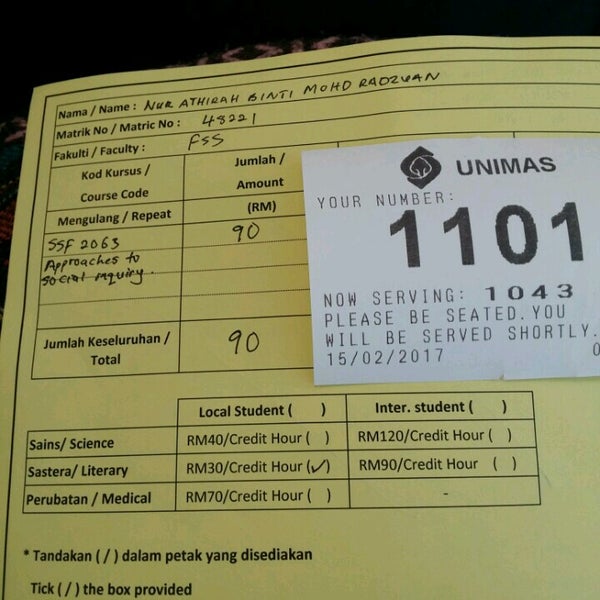 Nama / Name : NUR ATHIRAH BINTI MOHD RADZUAN
Matrik No / Matric No : 48221
Fakulti / Faculty : FSS
Kod Kursus /
Course Code
Jumlah /
Amount
Mengulang / Repeat
(RM)
SSF 2063
Approaches to
social inquiry.
90
Jumlah Keseluruhan /
Total
90
UNIMAS
YOUR NUMBER:
1101
NOW SERVING: 1043
PLEASE BE SEATED.YOU
WILL BE SERVED SHORTLY.
15/02/2017 0
Local Student ( ) Inter. student ( )
Sains/ Science RM40/Credit Hour ( ) RM120/Credit Hour ( )
Sastera/ Literary RM30/Credit Hour (✓) RM90/Credit Hour ( )
Perubatan / Medical RM70/Credit Hour ( ) -
* Tandakan ( / ) dalam petak yang disediakan
Tick ( / ) the box provided